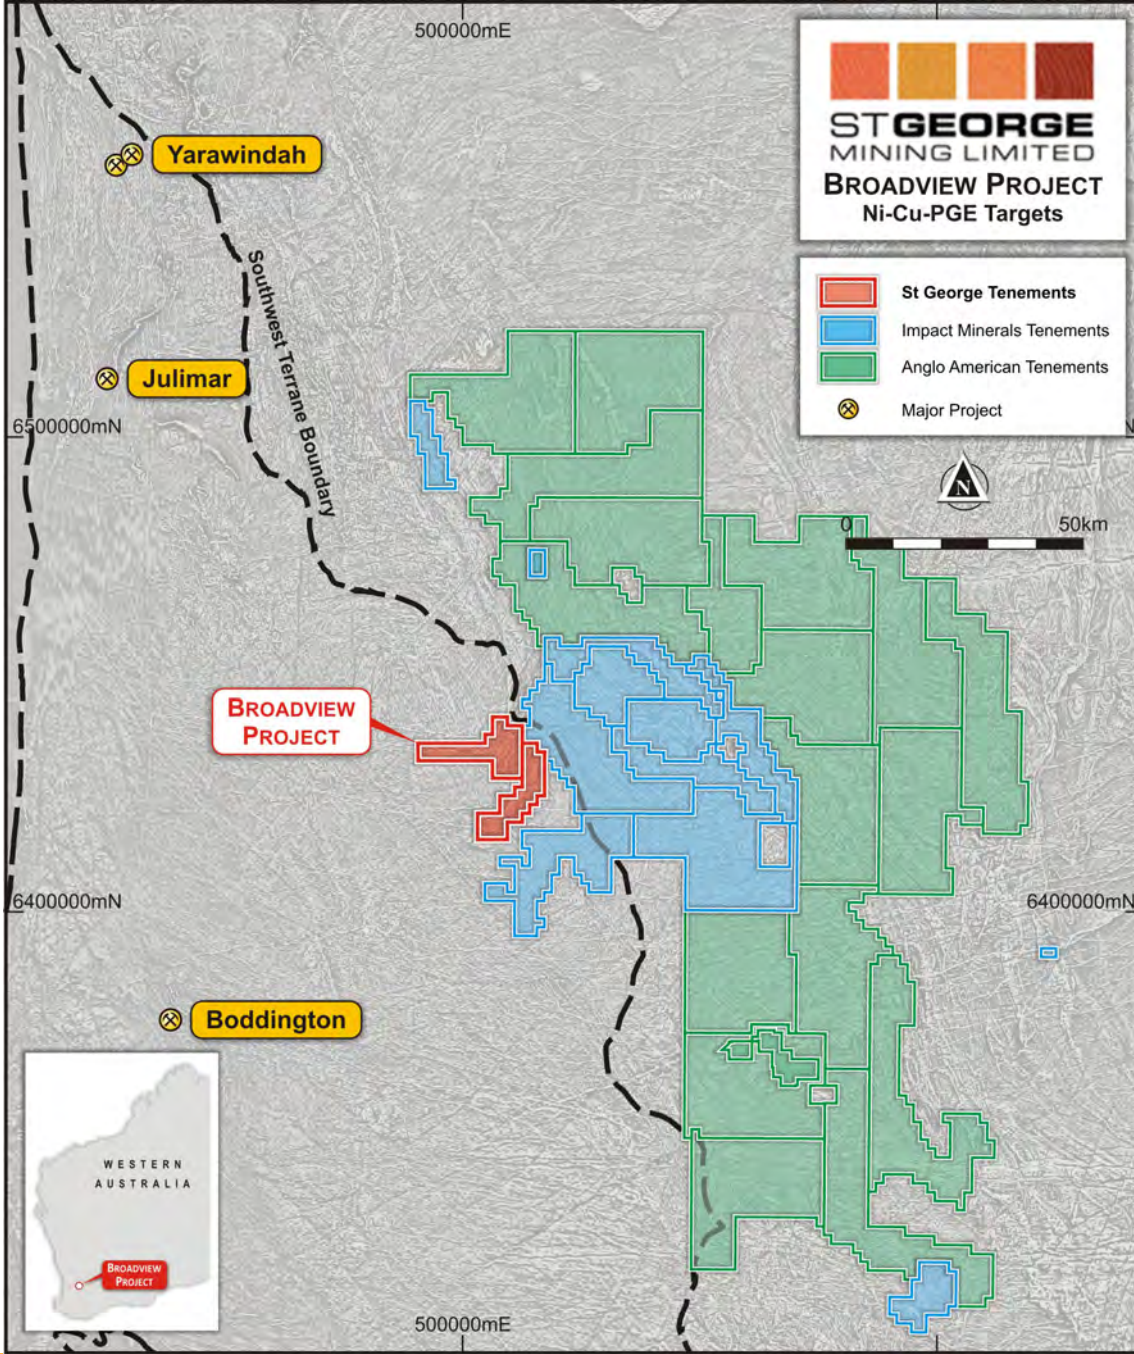 500000mE
STGEORGE
MINING LIMITED
BROADVIEW PROJECT
Ni-Cu-PGE Targets
Yarawindah
Southwest Terrane Boundary
St George Tenements
Impact Minerals Tenements
Anglo American Tenements
Major Project
Julimar
6500000mN
N
N
0 50km
BROADVIEW
PROJECT
6400000mN
6400000mN
Boddington
WESTERN
AUSTRALIA
BROADVIEW
PROJECT
500000mE